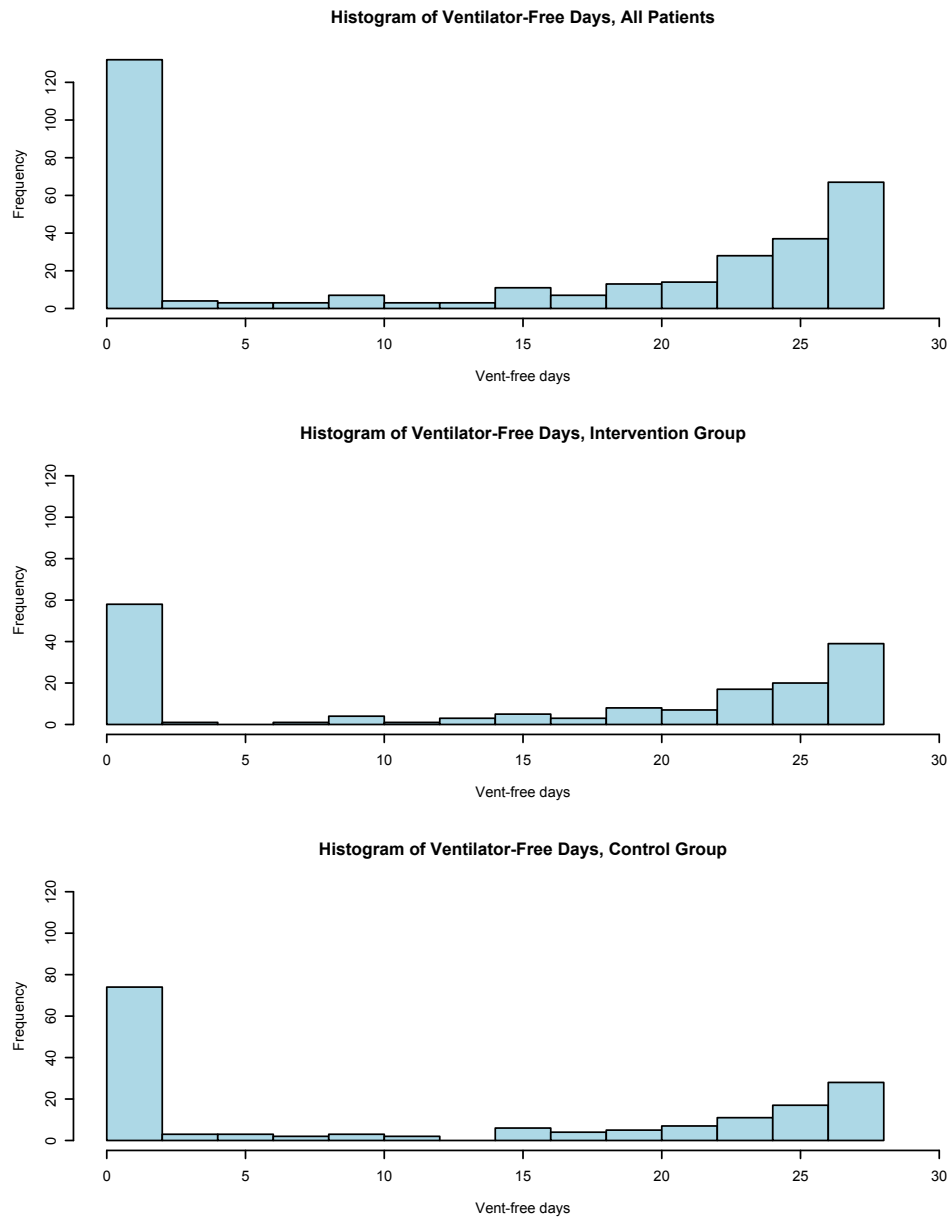 Histogram of Ventilator-Free Days, All Patients
Frequency
0 20 40 60 80 100 120
0 5 10 15 20 25 30
Vent-free days
Histogram of Ventilator-Free Days, Intervention Group
Frequency
0 20 40 60 80 100 120
0 5 10 15 20 25 30
Vent-free days
Histogram of Ventilator-Free Days, Control Group
Frequency
0 20 40 60 80 100 120
0 5 10 15 20 25 30
Vent-free days